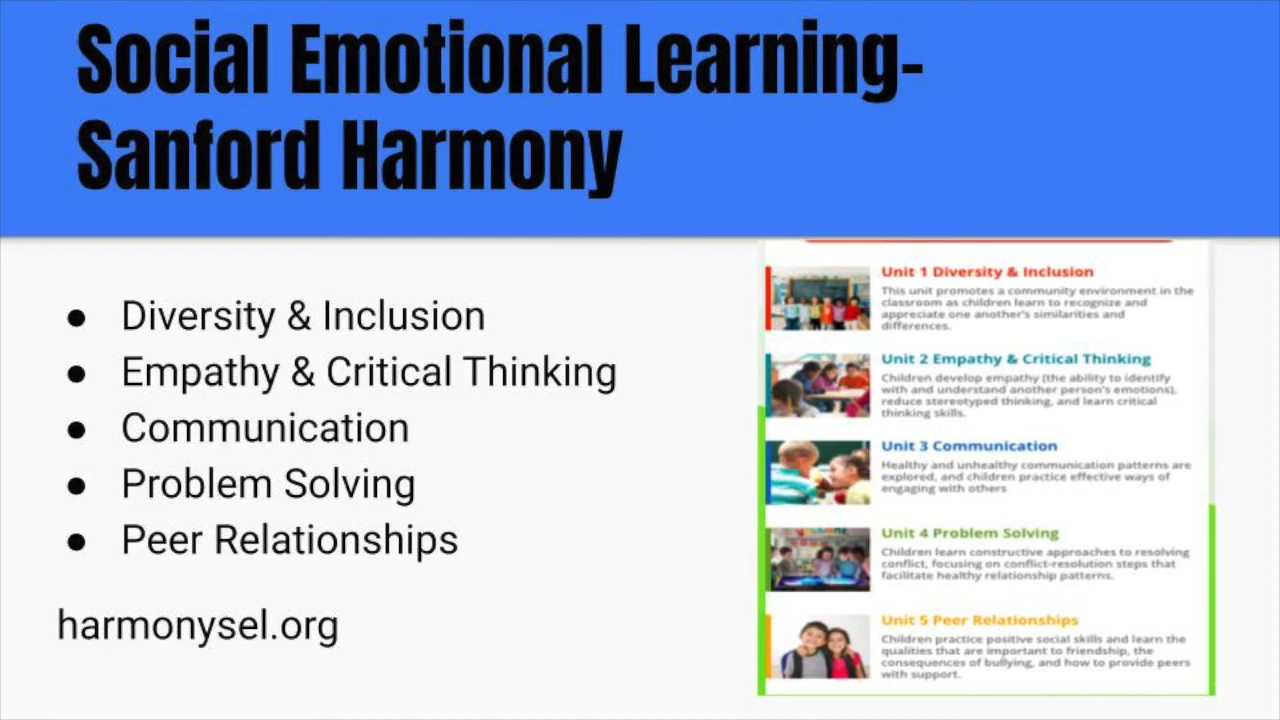 Social Emotional Learning-
Sanford Harmony
● Diversity & Inclusion
● Empathy & Critical Thinking
● Communication
● Problem Solving
● Peer Relationships
harmonysel.org
Unit 1 Diversity & Inclusion
This unit promotes a community environment in the
classroom as children learn to recognize and
appreciate one another's similarities and
differences.
Unit 2 Empathy & Critical Thinking
Children develop empathy (the ability to identify
with and understand another person's emotions),
reduce stereotyped thinking, and learn critical
thinking skills.
Unit 3 Communication
Healthy and unhealthy communication patterns are
explored, and children practice effective ways of
engaging with others
Unit 4 Problem Solving
Children learn constructive approaches to resolving
conflict, focusing on conflict-resolution steps that
facilitate healthy relationship patterns.
Unit 5 Peer Relationships
Children practice positive social skills and learn the
qualities that are important to friendship, the
consequences of bullying, and how to provide peers
with support.